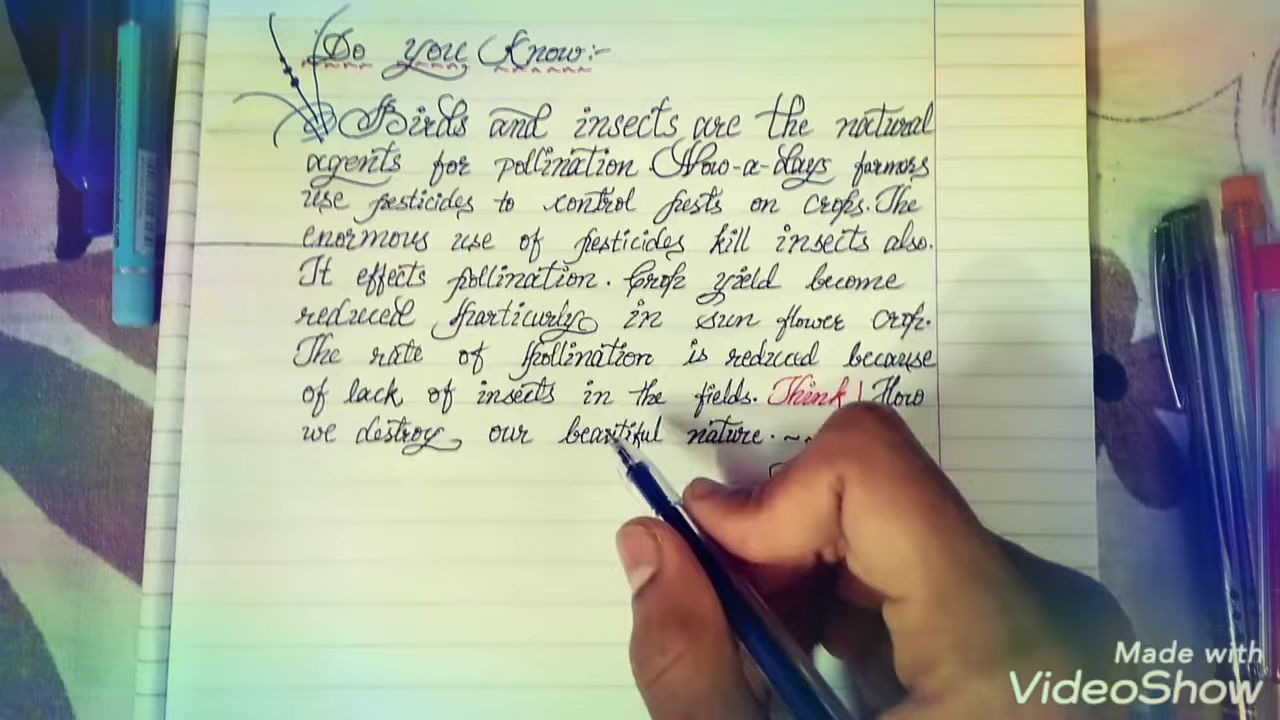 Do you Know:-
Birds and insects are the natural
agents for pollination. Now-a-days farmers
use pesticides to control pests on crops. The
enormous use of pesticides kill insects also.
It effects pollination. Crop yield become
reduced particurly in sun flower crop.
The rate of pollination is reduced because
of lack of insects in the fields. Think! How
we destroy our beautiful nature. ~~
Made with
VideoShow